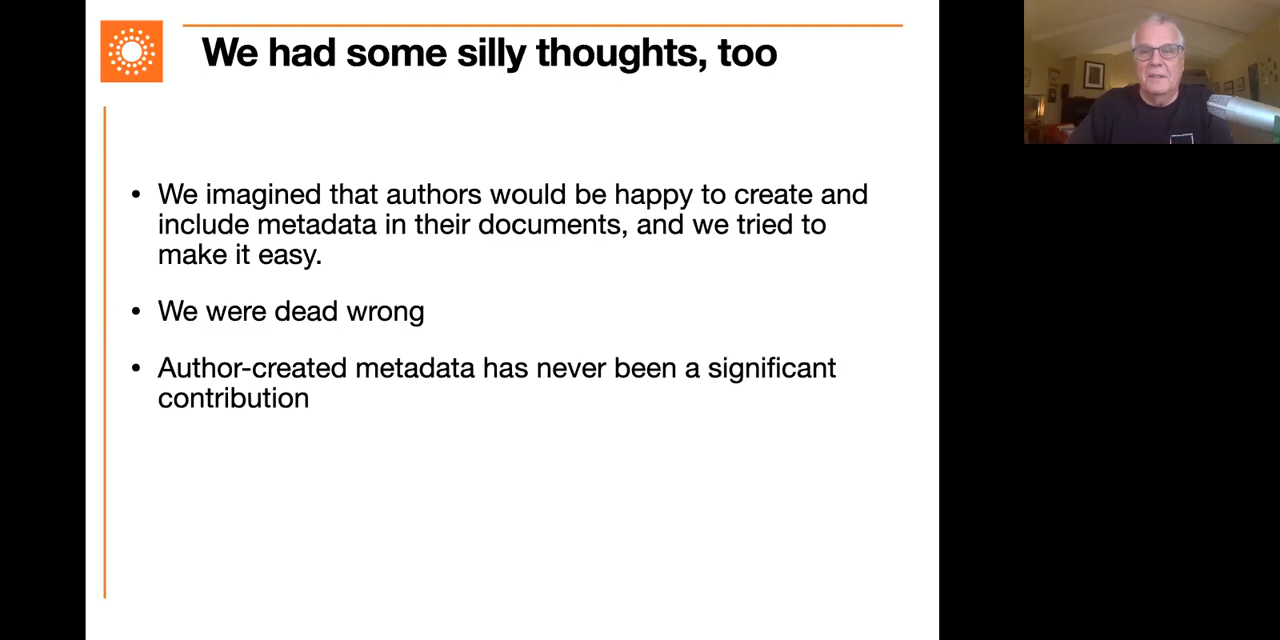 We had some silly thoughts, too
• We imagined that authors would be happy to create and
include metadata in their documents, and we tried to
make it easy.
• We were dead wrong
• Author-created metadata has never been a significant
contribution